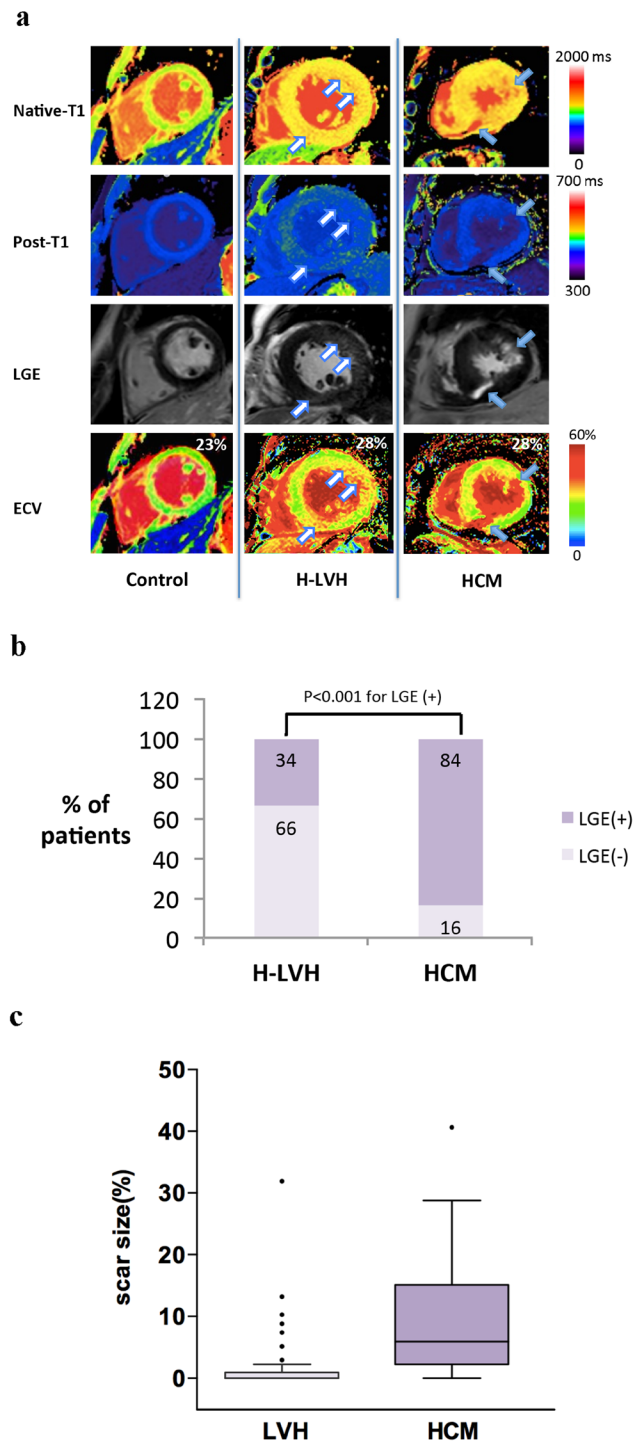 a
Native-T1
2000 ms
0
Post-T1
700 ms
300
LGE
ECV
23%
28%
28%
60%
0
Control
H-LVH
HCM
b
P<0.001 for LGE (+)
% of
patients
120
100
80
60
40
20
0
34
66
84
16
LGE(+)
LGE(-)
H-LVH
HCM
c
scar size(%)
50
40
30
20
10
0
LVH
HCM